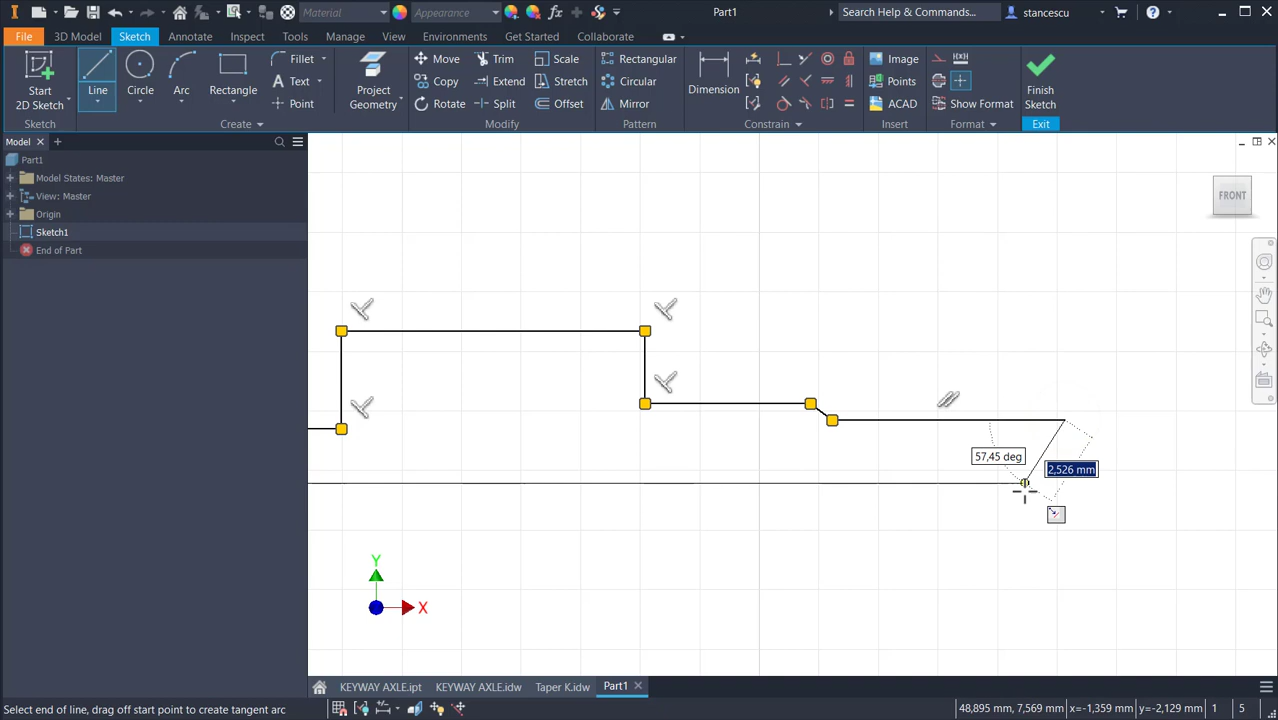 Material
Appearance
Part1
Search Help & Commands...
stancescu
File
3D Model
Sketch
Annotate
Inspect
Tools
Manage
View
Environments
Get Started
Collaborate
Start
2D Sketch
Line
Circle
Arc
Rectangle
Fillet
Text
Point
Project
Geometry
Move
Copy
Rotate
Trim
Extend
Split
Scale
Stretch
Offset
Rectangular
Circular
Mirror
Dimension
Image
Points
ACAD
Show Format
Finish
Sketch
Sketch
Create
Modify
Pattern
Constrain
Insert
Format
Exit
Model
Part1
Model States: Master
View: Master
Origin
Sketch1
End of Part
FRONT
57,45 deg
2,526 mm
Y
X
KEYWAY AXLE.ipt
KEYWAY AXLE.idw
Taper K.idw
Part1
Select end of line, drag off start point to create tangent arc
48,895 mm, 7,569 mm
x=-1,359 mm
y=-2,129 mm
1
5